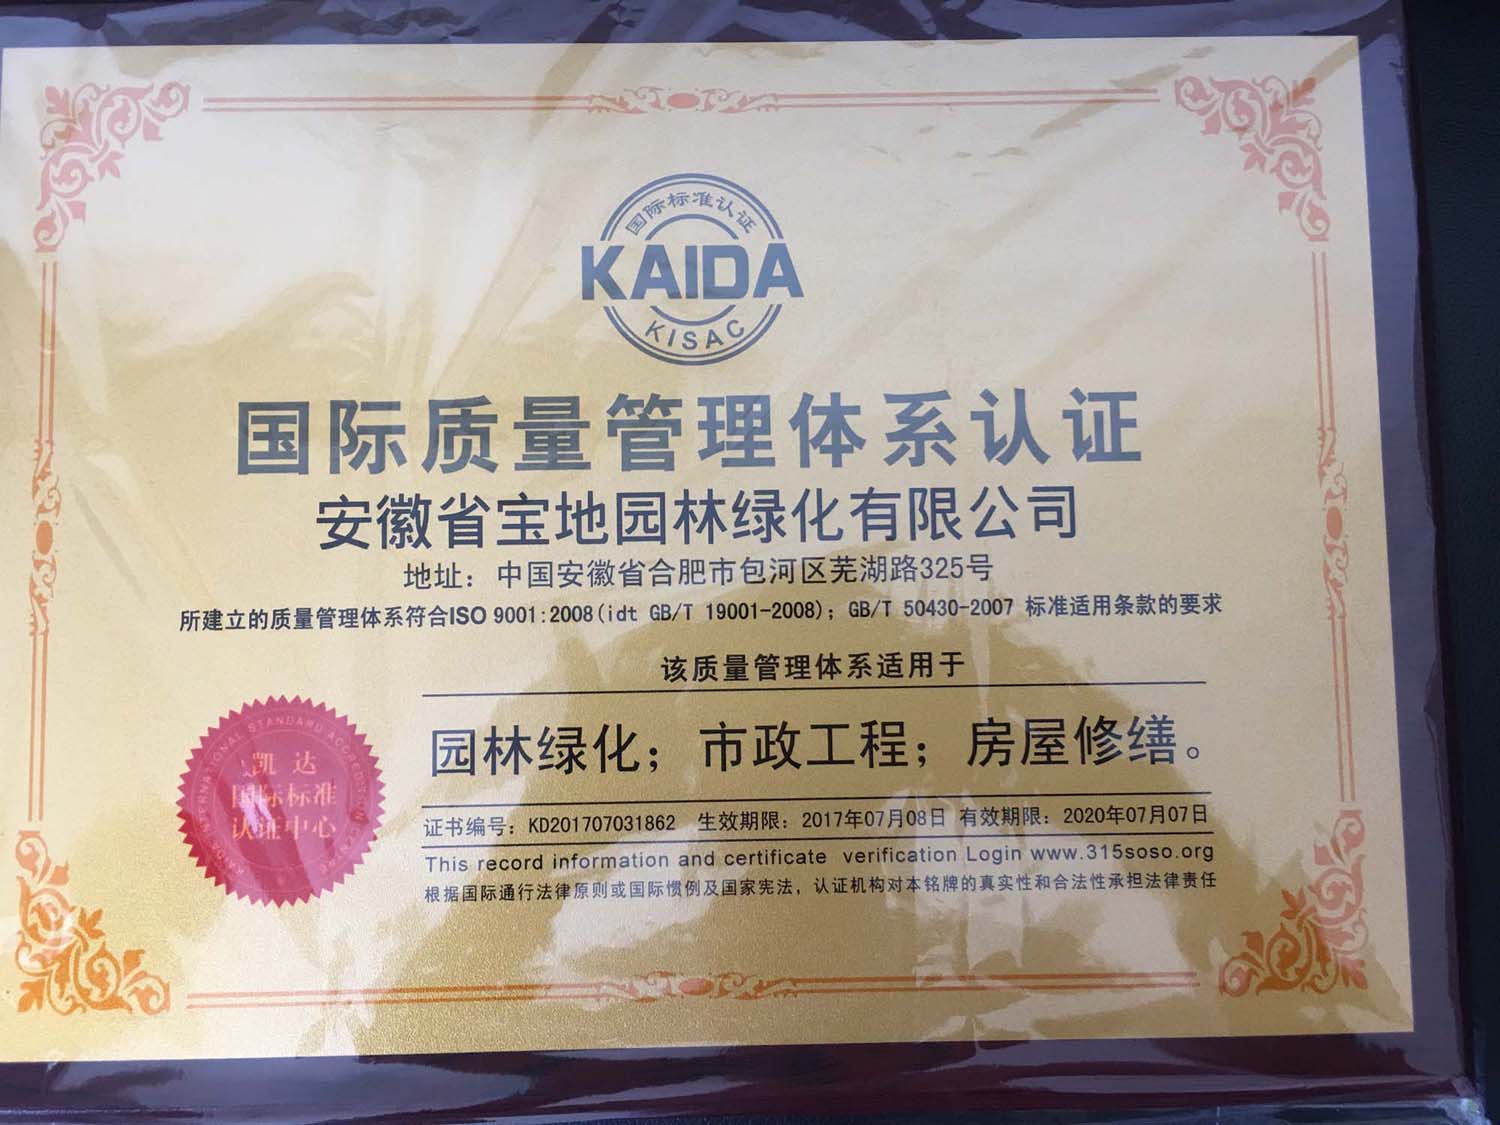 国际标准认证
KAIDA
KISAC
国际质量管理体系认证
安徽省宝地园林绿化有限公司
地址：中国安徽省合肥市包河区芜湖路325号
所建立的质量管理体系符合ISO 9001:2008(idt GB/T 19001-2008)；GB/T 50430-2007 标准适用条款的要求
该质量管理体系适用于
园林绿化；市政工程；房屋修缮。
凯达
国际标准
认证中心
证书编号：KD201707031862 生效期限：2017年07月08日 有效期限：2020年07月07日
This record information and certificate verification Login www.315soso.org
根据国际通行法律原则或国际惯例及国家宪法，认证机构对本铭牌的真实性和合法性承担法律责任